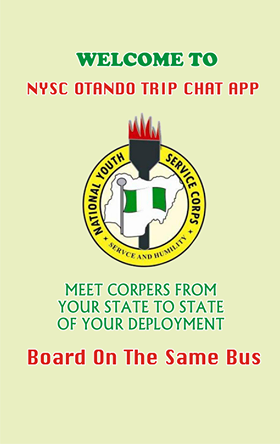 WELCOME TO
NYSC OTANDO TRIP CHAT APP
NATIONAL YOUTH SERVICE CORPS
★ SERVCE AND HUMILITY ★
MEET CORPERS FROM
YOUR STATE TO STATE
OF YOUR DEPLOYMENT
Board On The Same Bus